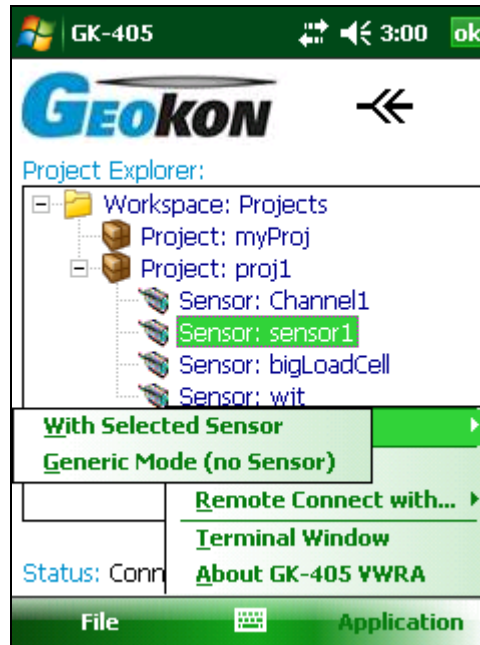 GK-405 3:00 ok
GEOKON
Project Explorer:
Workspace: Projects
Project: myProj
Project: proj1
Sensor: Channel1
Sensor: sensor1
Sensor: bigLoadCell
Sensor: wit
With Selected Sensor
Generic Mode (no Sensor)
Remote Connect with...
Terminal Window
Status: Conn
About GK-405 VWRA
File Application